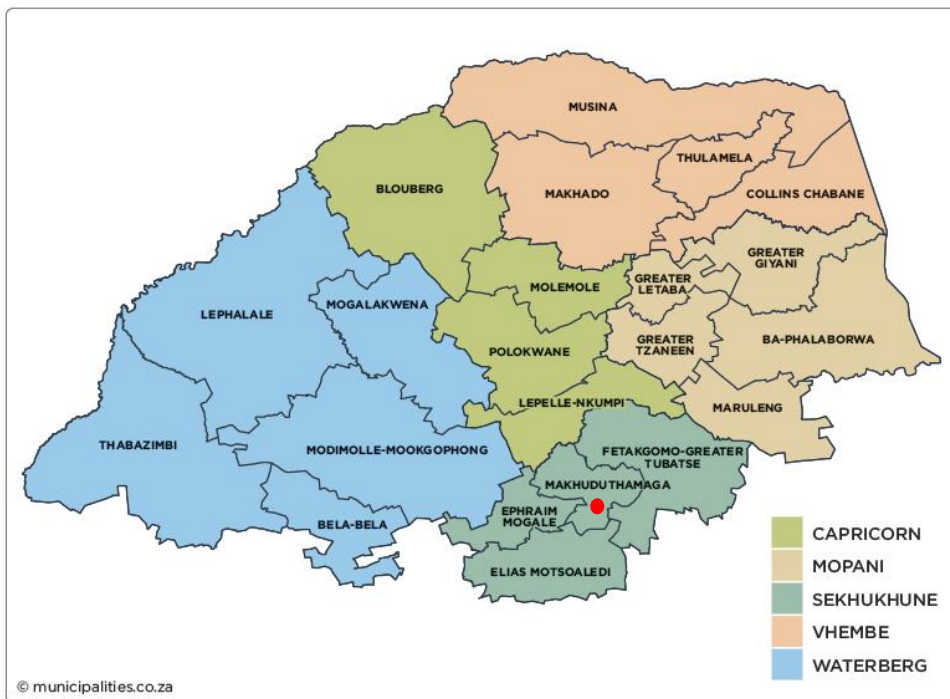 MUSINA
THULAMELA
BLOUBERG
MAKHADO
COLLINS CHABANE
GREATER
GIYANI
MOLEMOLE
GREATER
LETABA
LEPHALALE
MOGALAKWENA
POLOKWANE
GREATER
TZANEEN
BA-PHALABORWA
LEPELLE-NKUMPI
MARULENG
THABAZIMBI
MODIMOLLE-MOOKGOPHONG
FETAKGOMO-GREATER
TUBATSE
MAKHUDUTHAMAGA
EPHRAIM
MOGALE
BELA-BELA
ELIAS MOTSOALEDI
CAPRICORN
MOPANI
SEKHUKHUNE
VHEMBE
WATERBERG
© municipalities.co.za